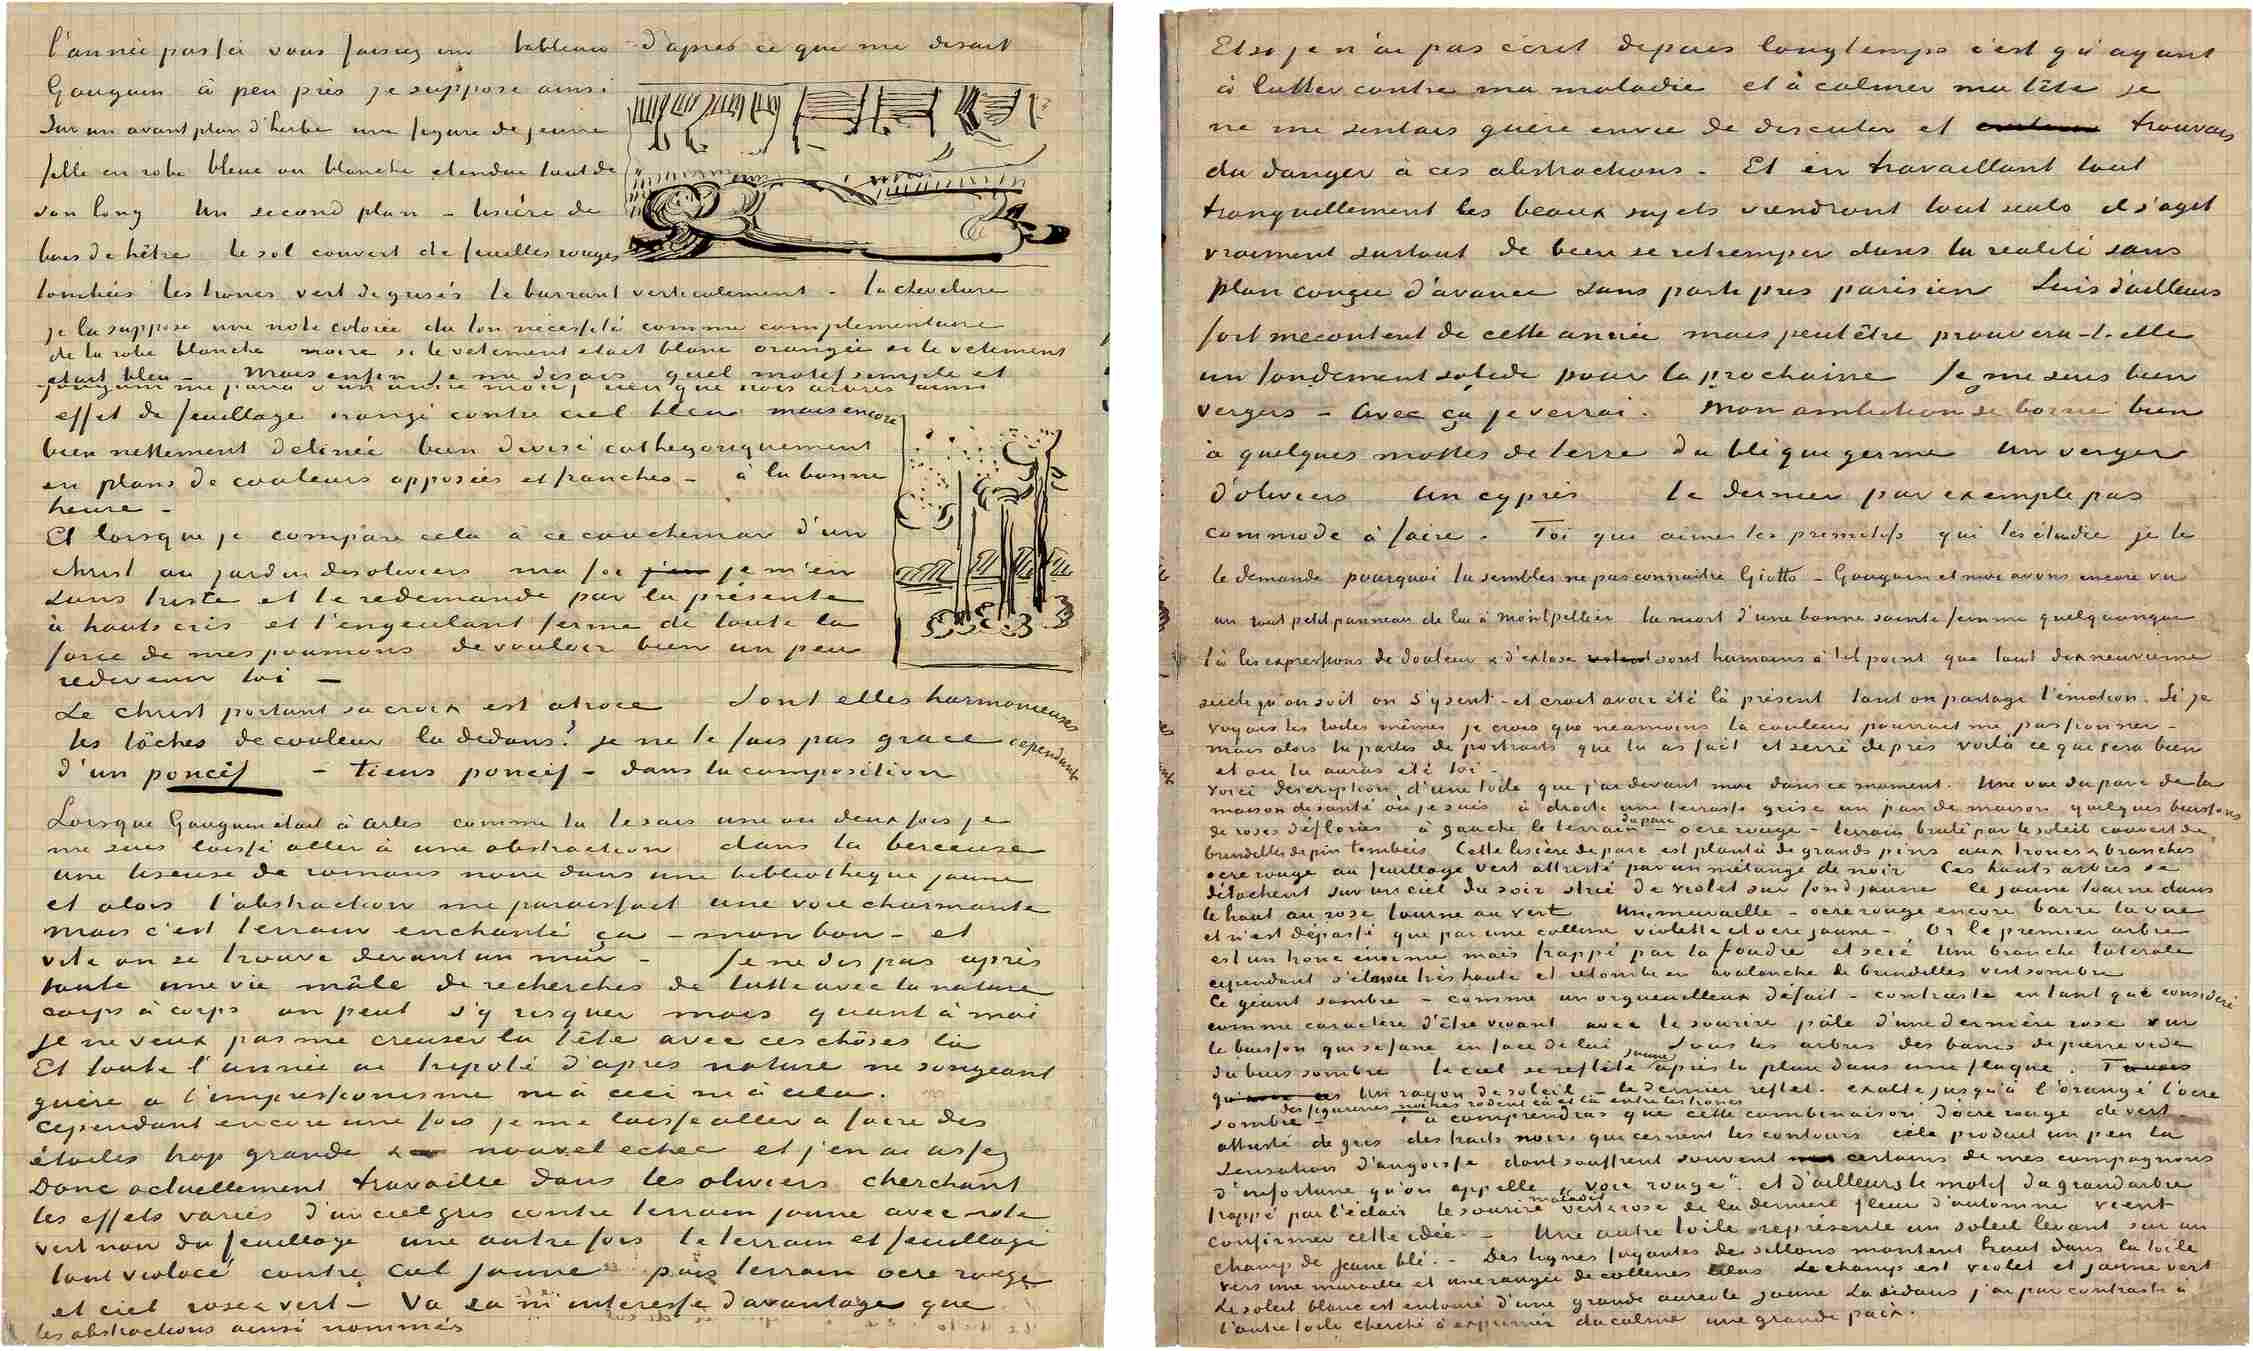 l'année passée vous faisiez un tableau d'après ce que me disait
Gauguin à peu près je suppose ainsi
Sur un avant plan d'herbe une figure de jeune
fille en robe bleue ou blanche etendue tout de
son long Un second plan – lisière de
bois de hêtre le sol couvert de feuilles rouges
tombées les troncs vert de grisés le barrant verticalement – la chevelure
je la suppose une note colorée du ton nécessité comme complementaire
de la robe blanche noire si le vetement etait blanc orangée si le vetement
etait bleu – Mais enfin je me disais quel motif simple et
Gauguin me parla d'un autre motif rien que trois arbres ainsi
effet de feuillage orangé contre ciel bleu mais encore
bien nettement delinée bien divisé cathegoriquement
en plans de couleurs opposées et franches – à la bonne
heure –
Et lorsque je compare cela à ce cauchemar d'un
christ au jardin des oliviers ma foi je m'en
sens triste et te redemande par la présente
à hauts cris et t'engeulant ferme de toute la
force de mes poumons de vouloir bien un peu
redevenir toi –
Le Christ portant sa croix est atroce Sont elles harmonieuses
les tâches de couleur la dedans? je ne te fais pas grace cependant
d'un poncif – tiens poncif – dans la composition
Lorsque Gauguin était à Arles comme tu le sais une ou deux fois je
me suis laissé aller à une abstraction dans la berceuse
une liseuse de romans noire dans une bibliothèque jaune
et alors l'abstraction me paraissait une voie charmante
Mais c'est terrain enchanté ça – mon bon – et
vite on se trouve devant un mur – Je ne dis pas après
toute une vie mâle de recherches de lutte avec la nature
corps à corps on peut s'y risquer mais quant à moi
je ne veux pas me creuser la tête avec ces chôses là
Et toute l'année ai tripoté d'après nature ne songeant
guère à l'impressionisme ni à ceci ni à cela.
Cependant encore une fois je me laisse aller à faire des
étoiles trop grande & nouvel echec et j'en ai assez
Donc actuellement travaille dans les oliviers cherchant
les effets variés d'un ciel gris contre terrain jaune avec note
vert noir du feuillage une autre fois le terrain et feuillage
tout violacé contre ciel jaune puis terrain ocre rouge
et ciel rose & vert – Va ça m'interesse davantage que
les abstractions ainsi nommés
Et si je n'ai pas écrit depuis longtemps c'est qu'ayant
à lutter contre ma maladie et à calmer ma tête je
ne me sentais guère envie de discuter et trouvais
du danger à ces abstractions – Et en travaillant tout
tranquillement les beaux sujets viendront tout seuls il s'agit
vraiment surtout de bien se retremper dans la realité sans
plan conçu d'avance sans parti pris parisien Suis d'ailleurs
fort mécontent de cette année mais peut être prouvera-t-elle
un fondement solide pour la prochaine Je me suis bien
vergers – avec ça je verrai. Mon ambition se borne bien
à quelques mottes de terre du blé qui germe Un verger
d'oliviers Un cyprès le dernier par exemple pas
commode à faire. Toi qui aimes les primitifs qui les étudie je te
le demande pourquoi tu sembles ne pas connaitre Giotto – Gauguin et moi avons encore vu
un tout petit panneau de lui à Montpellier la mort d'une bonne sainte femme quelquonque
là les expressions de douleur & d'extase sont humains à tel point que tout dixneuvième
siècle qu'on soit on s'y sent – et croit avoir été là présent tant on partage l'émotion. Si je
voyais les toiles mêmes je crois que neamoins la couleur pourrait me passionner –
mais alors tu parles de portraits que tu as fait et serré de près voilà ce qui sera bien
et où tu auras été toi –
Voici description d'une toile que j'ai devant moi dans ce moment. Une vue du parc de la
maison de santé où je suis à droite une terrasse grise un pan de maison quelques buissons
de roses déflories à gauche le terrain du parc – ocre rouge – terrain brulé par le soleil couvert de
brindilles de pin tombées Cette lisière de parc est planté de grands pins aux troncs & branches
ocre rouge au feuillage vert attristé par un mélange de noir Ces hauts arbres se
détachent sur un ciel du soir strié de violet sur fond jaune le jaune tourne dans
le haut au rose tourne au vert Une muraille – ocre rouge encore barre la vue
et n'est dépassé que par une colline violette et ocre jaune – Or le premier arbre
est un tronc énorme mais frappé par la foudre et scié Une branche laterale
cependant s'élance très haute et retombe en avalanche de brindilles vert sombre
Ce géant sombre – comme un orgueilleux défait – contraste en tant que consideré
comme caractère d'être vivant avec le sourire pâle d'une dernière rose sur
le buisson qui se fane en face de lui Sous les arbres des bancs de pierre vide
du buis sombre le ciel se reflête jaune après la pluie dans une flaque.
Un rayon de soleil – le dernier reflet – exalte jusqu'à l'orangé l'ocre
sombre – des figurines noires rodent ça et là entre les troncs
Tu comprendras que cette combinaison d'ocre rouge de vert
attristé de gris des traits noirs qui cernent les contours cela produit un peu la
sensation d'angoisse dont souffrent souvent certains de mes compagnons
d'infortune qu'on appelle „voir rouge". et d'ailleurs le motif du grand arbre
frappé par l'éclair le sourire maladif vert & rose de la dernière fleur d'automne vient
confirmer cette idée – Une autre toile représente un soleil levant sur un
champ de jeune blé. – Des lignes fuyantes des sillons montent haut dans la toile
vers une muraille et une rangée de collines lilas Le champ est violet et jaune vert
Le soleil blanc est entouré d'une grande aureole jaune La dedans j'ai par contraste à
l'autre toile cherché à exprimer du calme une grande paix.